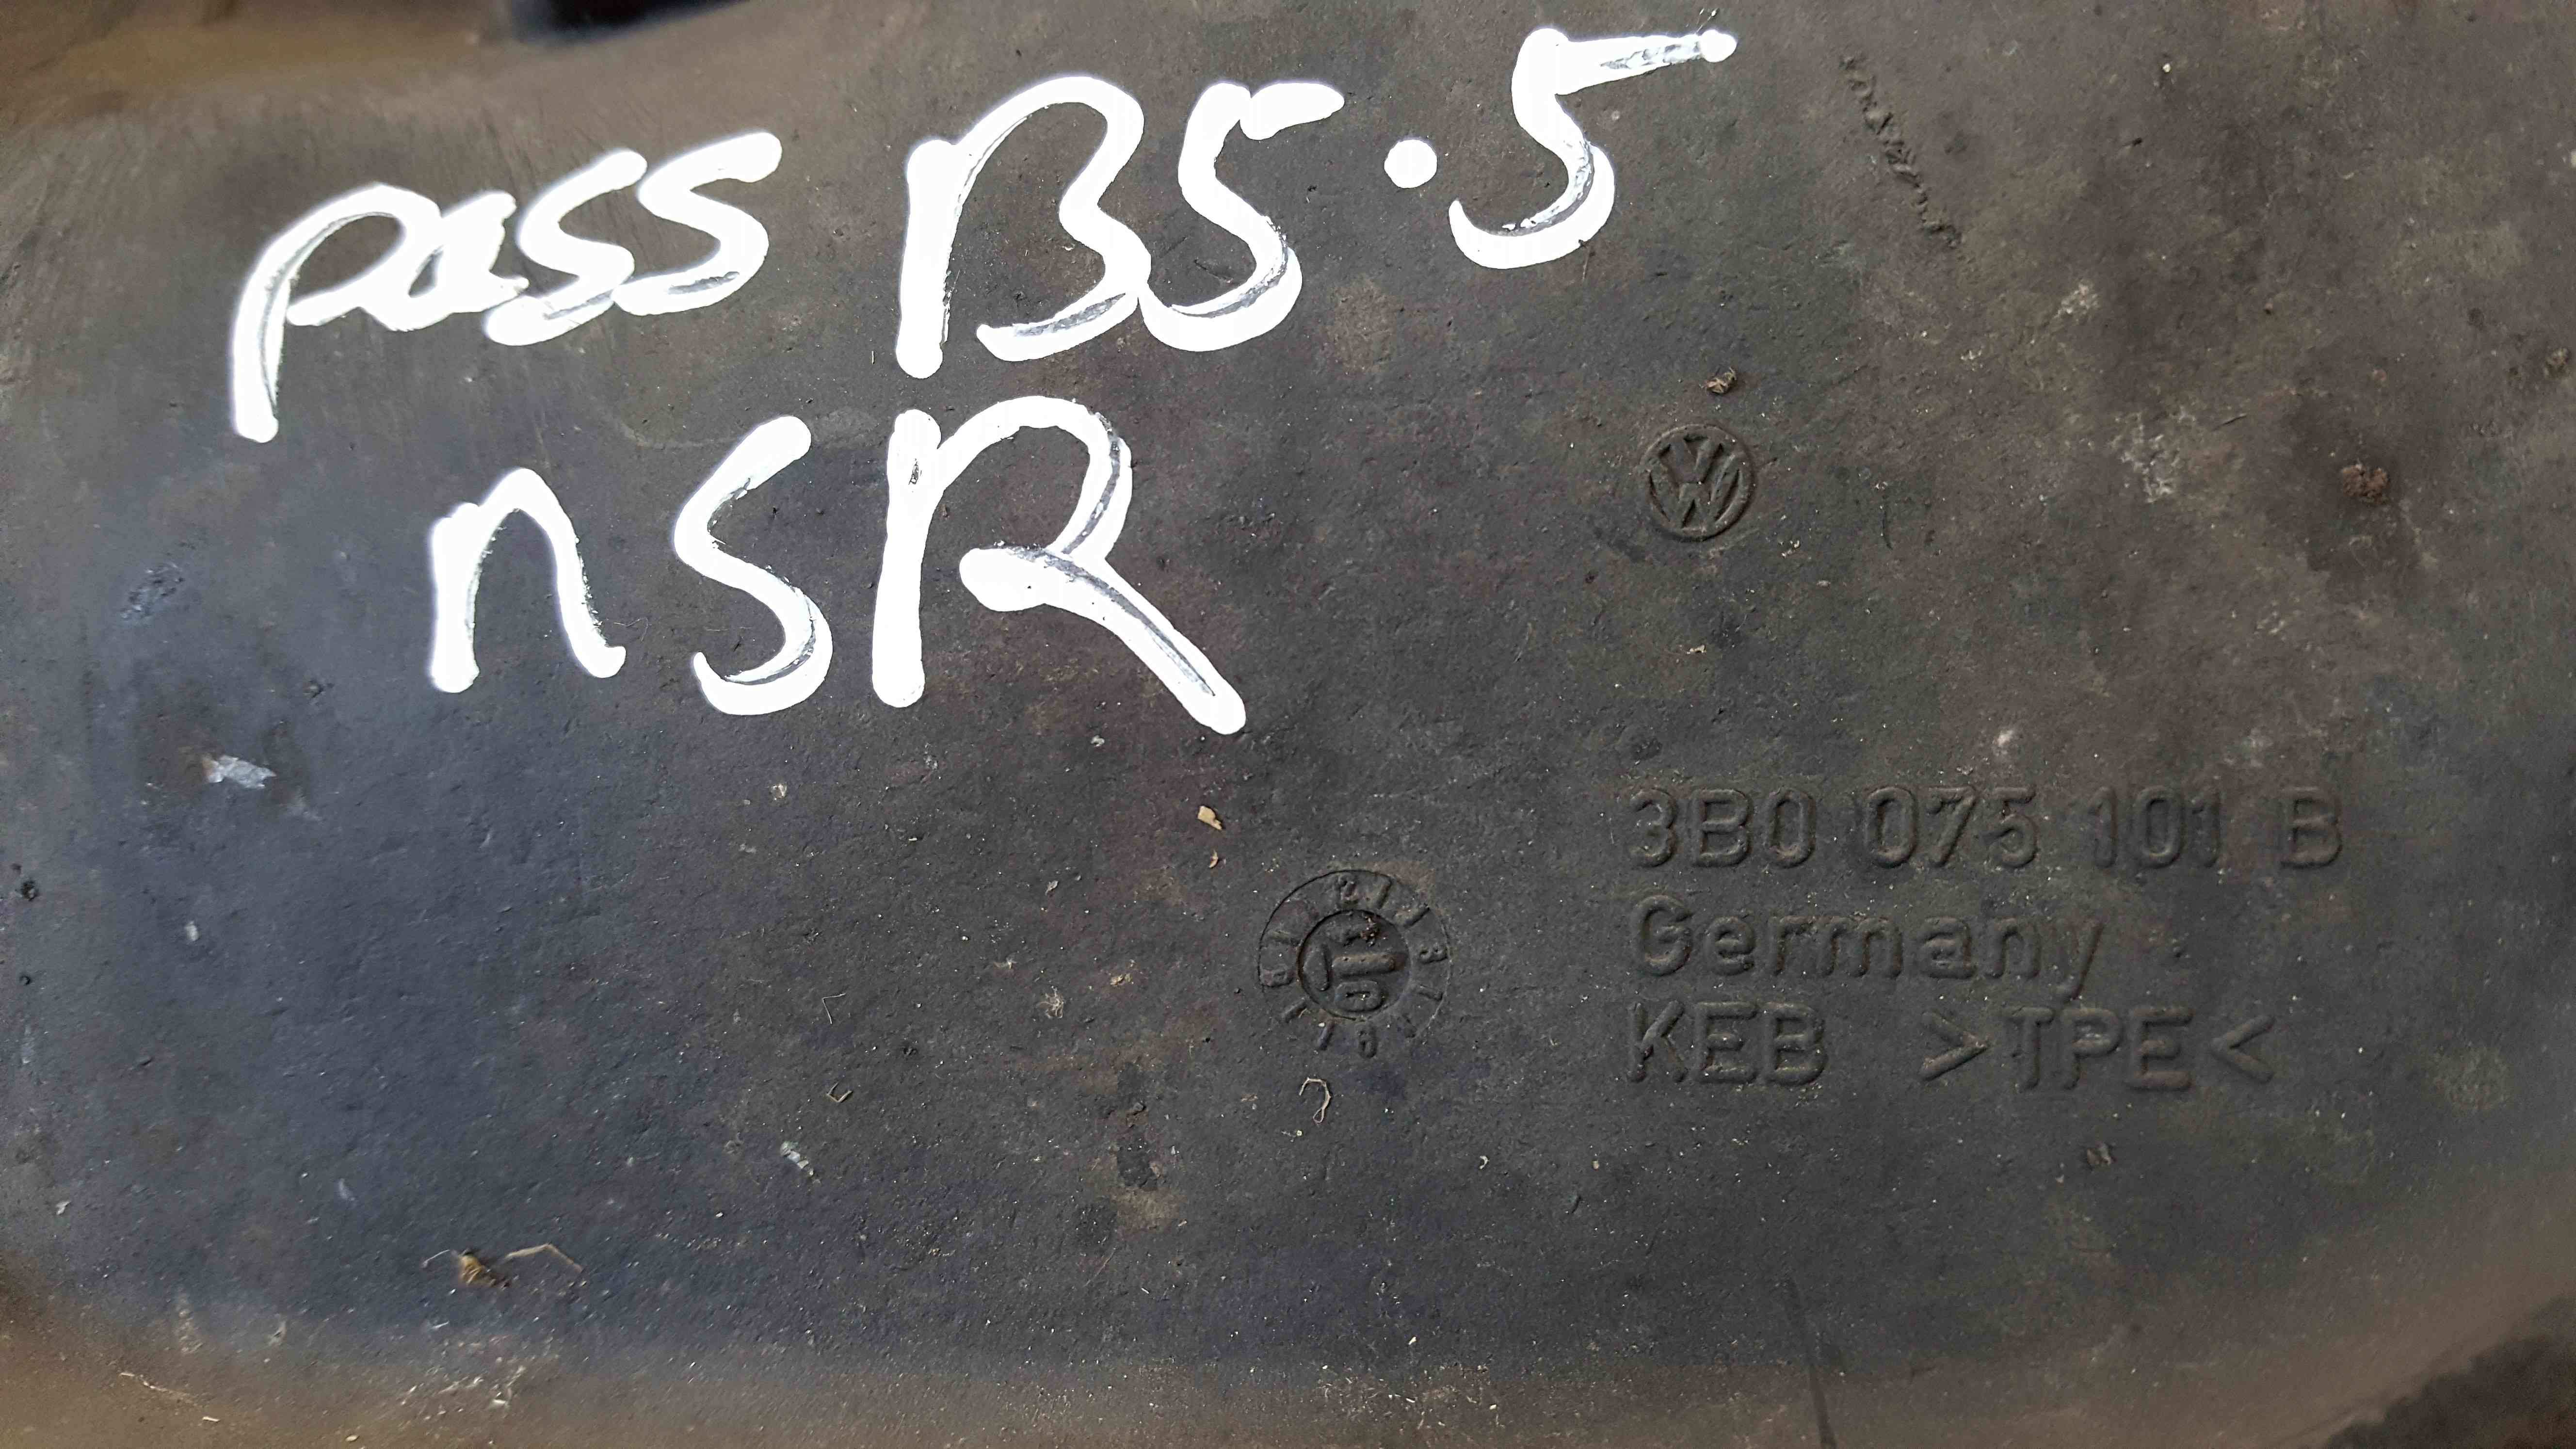 pass B5.5
nSR
3B0 075 101 B
Germany
KEB >TPE<